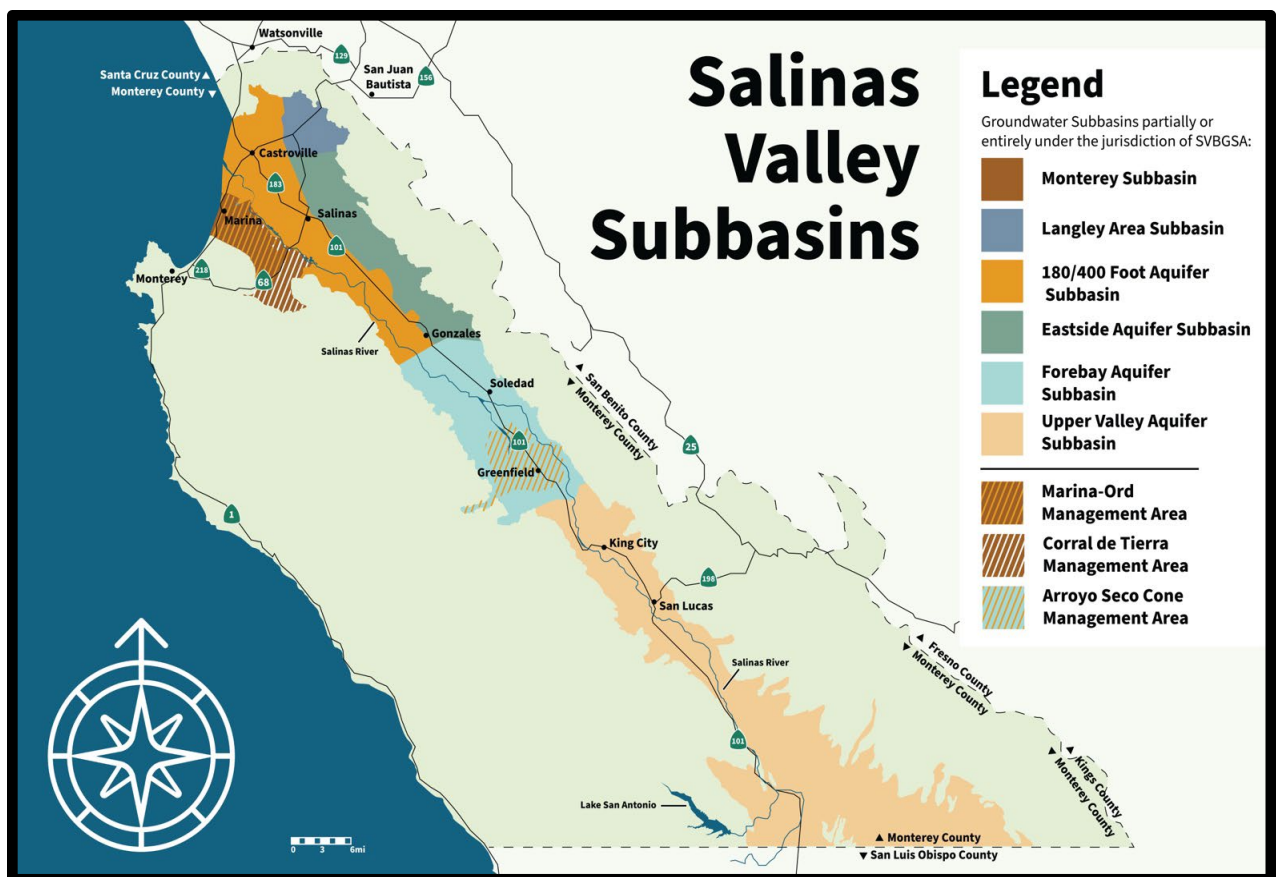 Salinas
Valley
Subbasins
Legend
Groundwater Subbasins partially or
entirely under the jurisdiction of SVBGSA:
Monterey Subbasin
Langley Area Subbasin
180/400 Foot Aquifer
Subbasin
Eastside Aquifer Subbasin
Forebay Aquifer
Subbasin
Upper Valley Aquifer
Subbasin
Marina-Ord
Management Area
Corral de Tierra
Management Area
Arroyo Seco Cone
Management Area
Watsonville
129
San Juan
Bautista
156
Santa Cruz County ▲
Monterey County ▼
Castroville
183
Marina
Salinas
101
Monterey
218
68
Salinas River
Gonzales
Soledad
▲ San Benito County
▼ Monterey County
25
101
Greenfield
1
King City
198
San Lucas
▲ Fresno County
▼ Monterey County
Salinas River
101
▲ Kings County
▼ Monterey County
Lake San Antonio
▲ Monterey County
▼ San Luis Obispo County
0 3 6mi